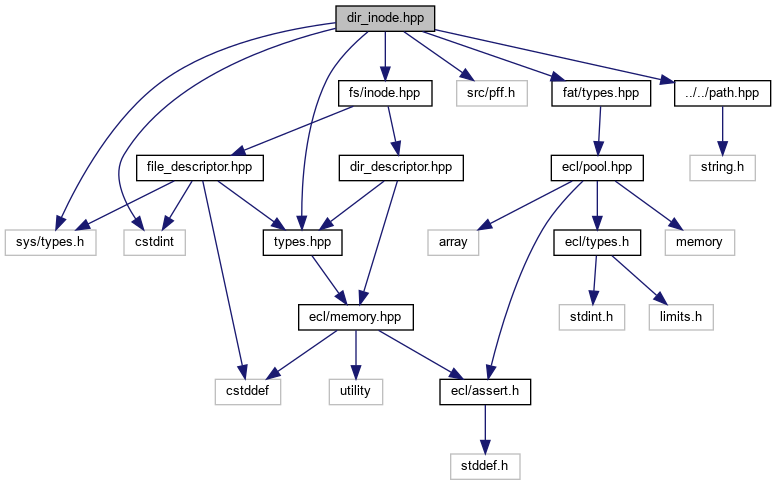 dir_inode.hpp
fs/inode.hpp
src/pff.h
fat/types.hpp
../../path.hpp
file_descriptor.hpp
dir_descriptor.hpp
ecl/pool.hpp
string.h
sys/types.h
cstdint
types.hpp
array
ecl/types.h
memory
ecl/memory.hpp
stdint.h
limits.h
cstddef
utility
ecl/assert.h
stddef.h